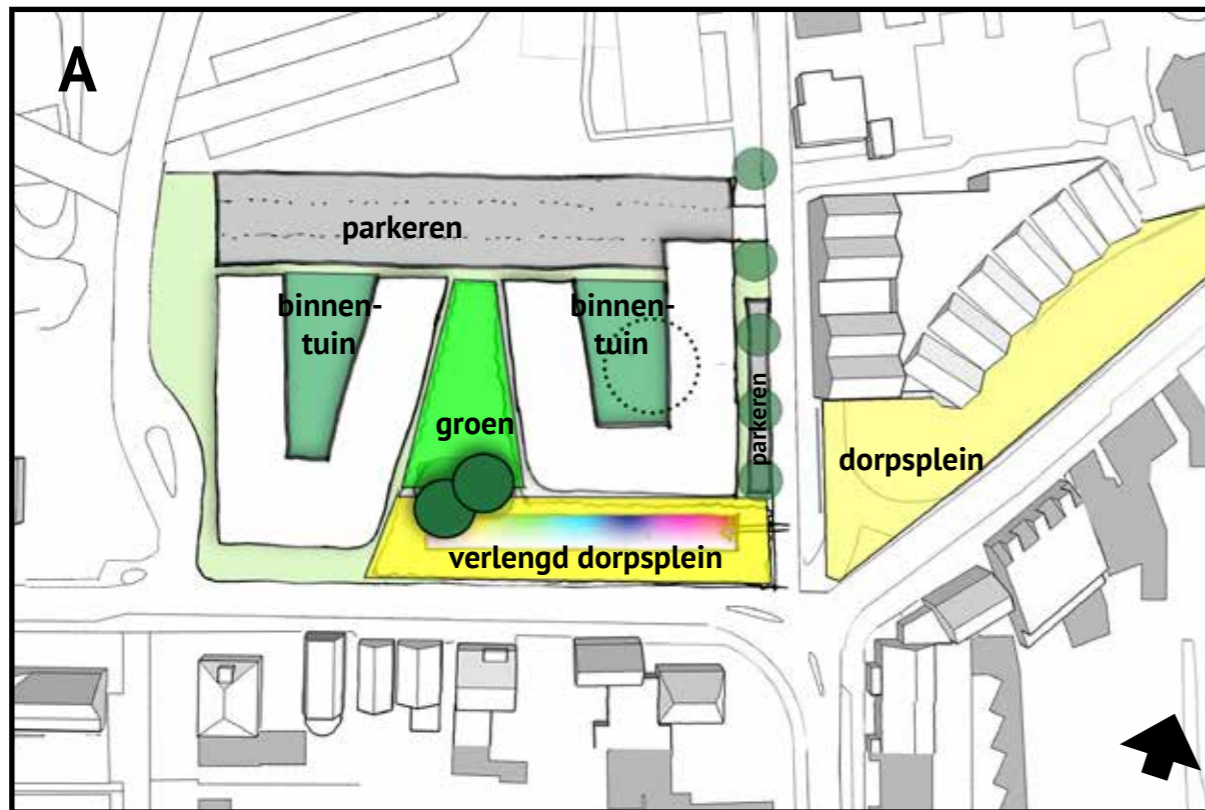 A
parkeren
binnen-
tuin
binnen-
tuin
groen
parkeren
dorpsplein
verlengd dorpsplein